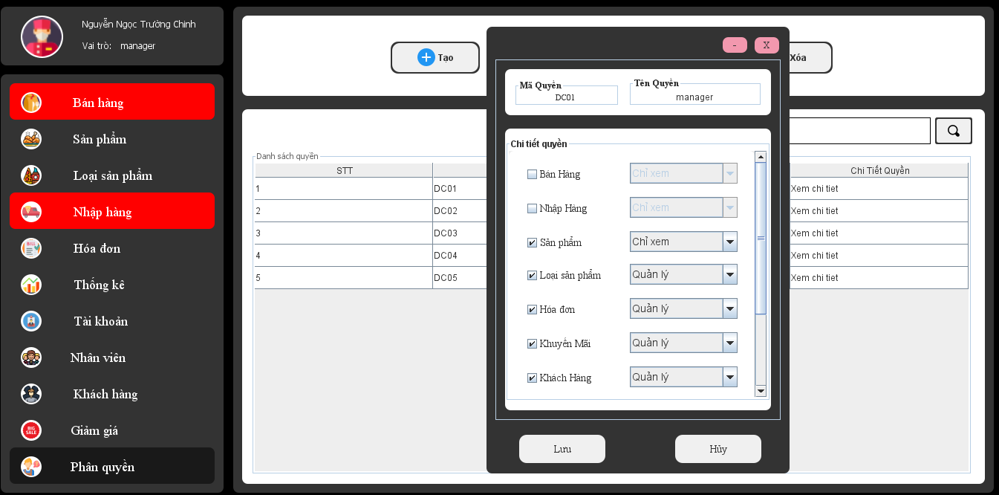 Nguyễn Ngọc Trường Chinh
Vai trò: manager
Bán hàng
Sản phẩm
Loại sản phẩm
Nhập hàng
Hóa đơn
Thống kê
Tài khoản
Nhân viên
Khách hàng
BIG SALE
Giảm giá
Phân quyền
Tạo
Xóa
Danh sách quyền
STT
Chi Tiết Quyền
1 DC01 Xem chi tiet
2 DC02 Xem chi tiet
3 DC03 Xem chi tiet
4 DC04 Xem chi tiet
5 DC05 Xem chi tiet
- X
Mã Quyền
DC01
Tên Quyền
manager
Chi tiết quyền
Bán Hàng Chỉ xem
Nhập Hàng Chỉ xem
Sản phẩm Chỉ xem
Loại sản phẩm Quản lý
Hóa đơn Quản lý
Khuyến Mãi Quản lý
Khách Hàng Quản lý
Lưu Hủy